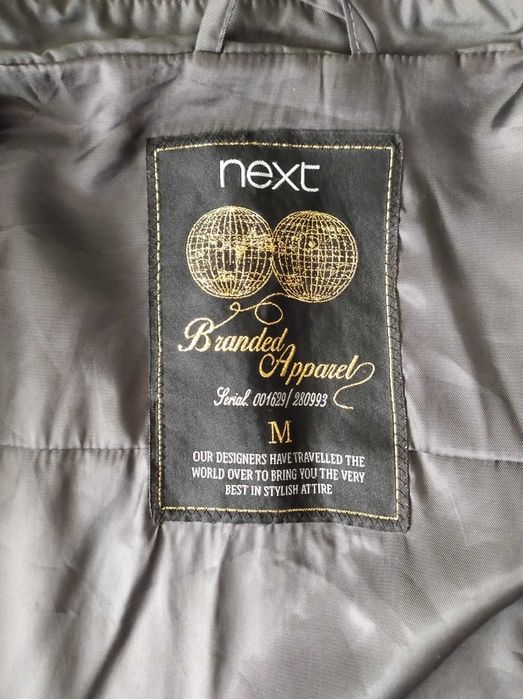 next
Branded
Apparel
Serial. 001629/280993
M
OUR DESIGNERS HAVE TRAVELLED THE
WORLD OVER TO BRING YOU THE VERY
BEST IN STYLISH ATTIRE